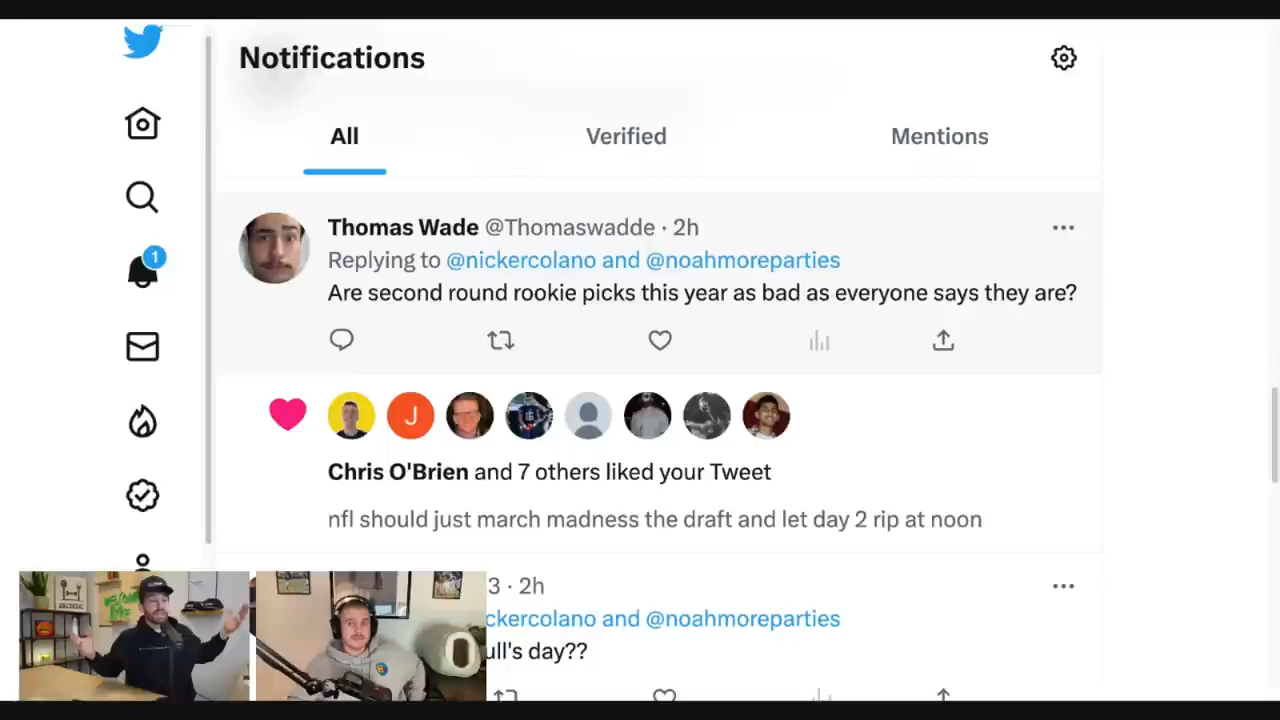 Notifications
1
All
Verified
Mentions
Thomas Wade @Thomaswadde · 2h
Replying to @nickercolano and @noahmoreparties
Are second round rookie picks this year as bad as everyone says they are?
J
Chris O'Brien and 7 others liked your Tweet
nfl should just march madness the draft and let day 2 rip at noon
3 · 2h
ckercolano and @noahmoreparties
ull's day??